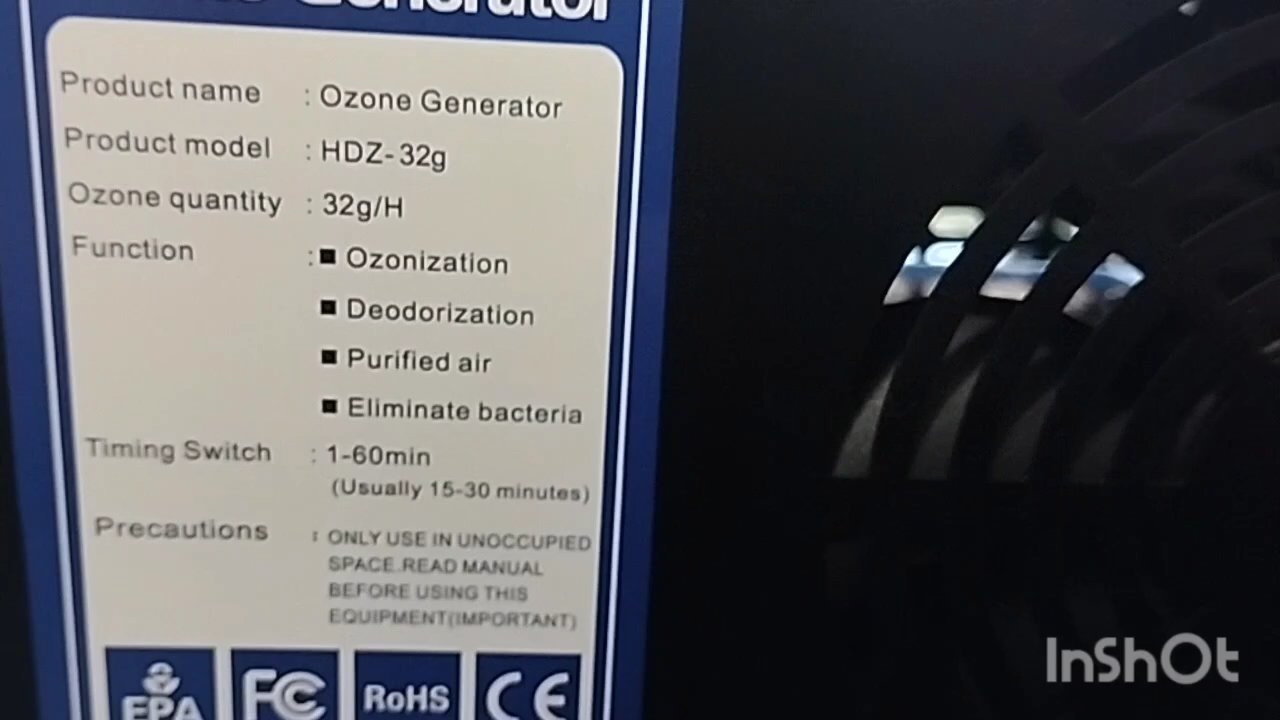 Generator
Product name : Ozone Generator
Product model : HDZ-32g
Ozone quantity : 32g/H
Function : ■ Ozonization
■ Deodorization
■ Purified air
■ Eliminate bacteria
Timing Switch : 1-60min
(Usually 15-30 minutes)
Precautions : ONLY USE IN UNOCCUPIED
SPACE.READ MANUAL
BEFORE USING THIS
EQUIPMENT(IMPORTANT)
EPA FC RoHS CE
InShOt